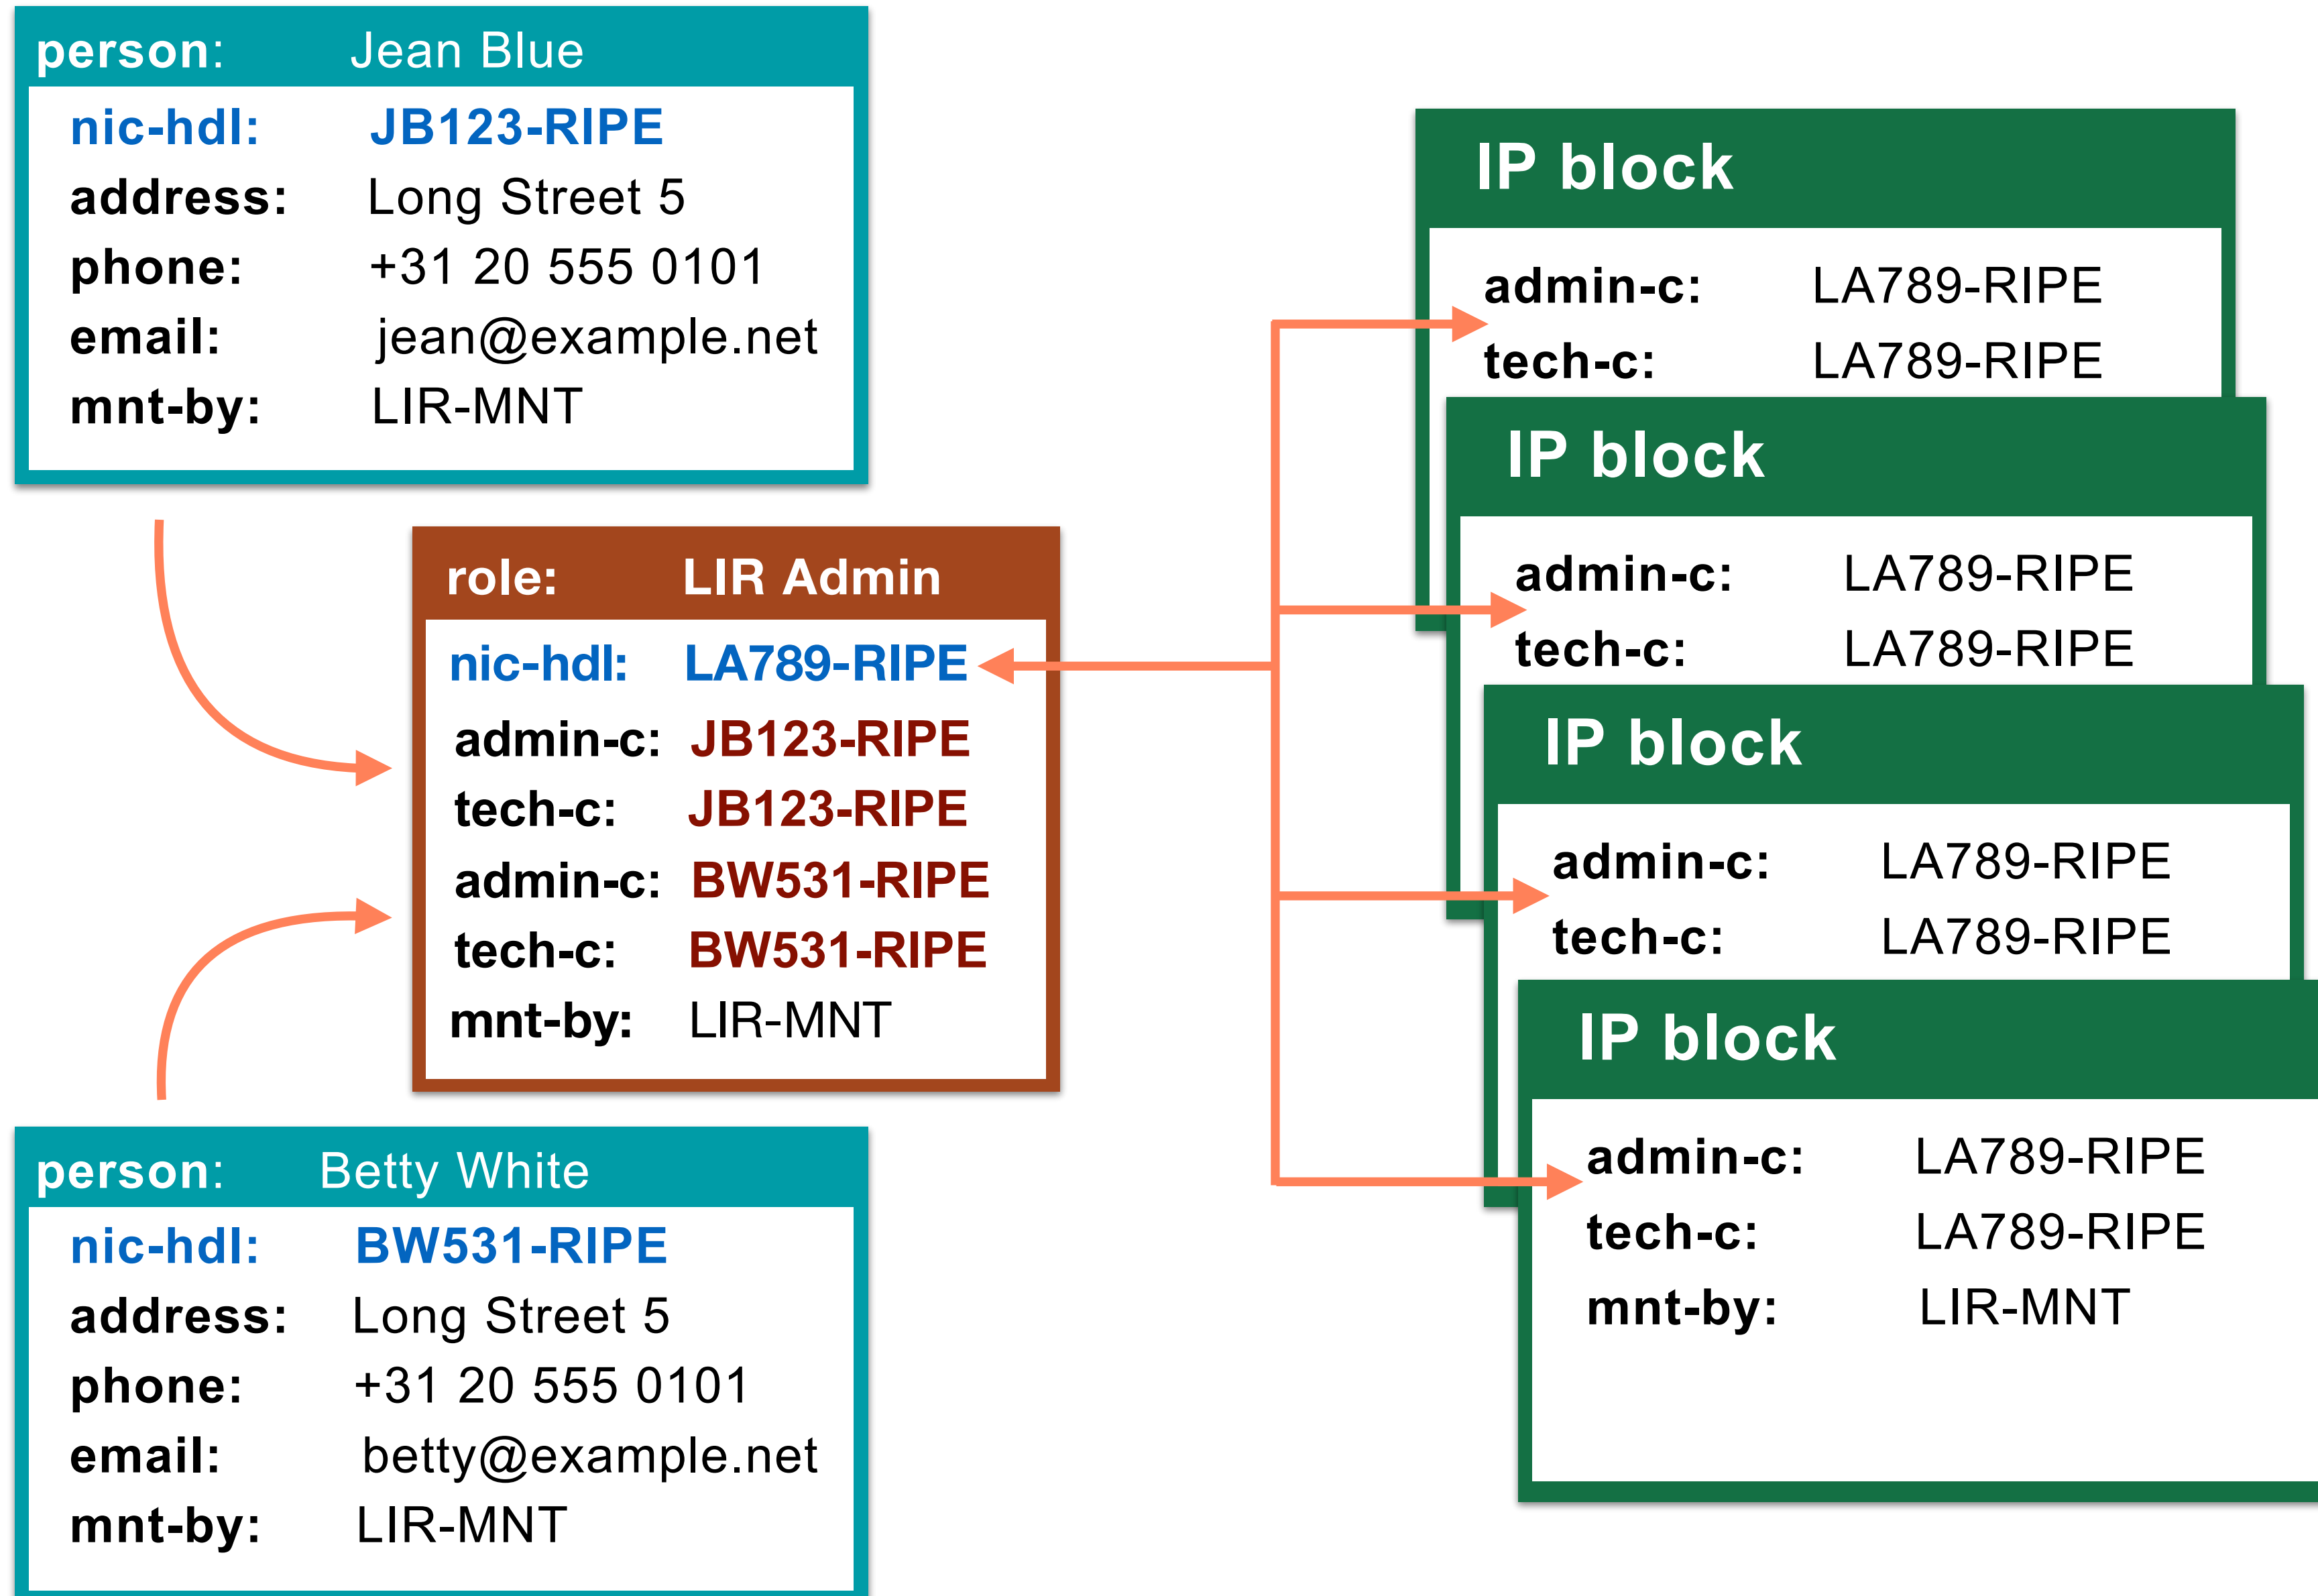 person: Jean Blue
nic-hdl: JB123-RIPE
address: Long Street 5
phone: +31 20 555 0101
email: jean@example.net
mnt-by: LIR-MNT
role: LIR Admin
nic-hdl: LA789-RIPE
admin-c: JB123-RIPE
tech-c: JB123-RIPE
admin-c: BW531-RIPE
tech-c: BW531-RIPE
mnt-by: LIR-MNT
person: Betty White
nic-hdl: BW531-RIPE
address: Long Street 5
phone: +31 20 555 0101
email: betty@example.net
mnt-by: LIR-MNT
IP block
admin-c: LA789-RIPE
tech-c: LA789-RIPE
IP block
admin-c: LA789-RIPE
tech-c: LA789-RIPE
IP block
admin-c: LA789-RIPE
tech-c: LA789-RIPE
IP block
admin-c: LA789-RIPE
tech-c: LA789-RIPE
mnt-by: LIR-MNT